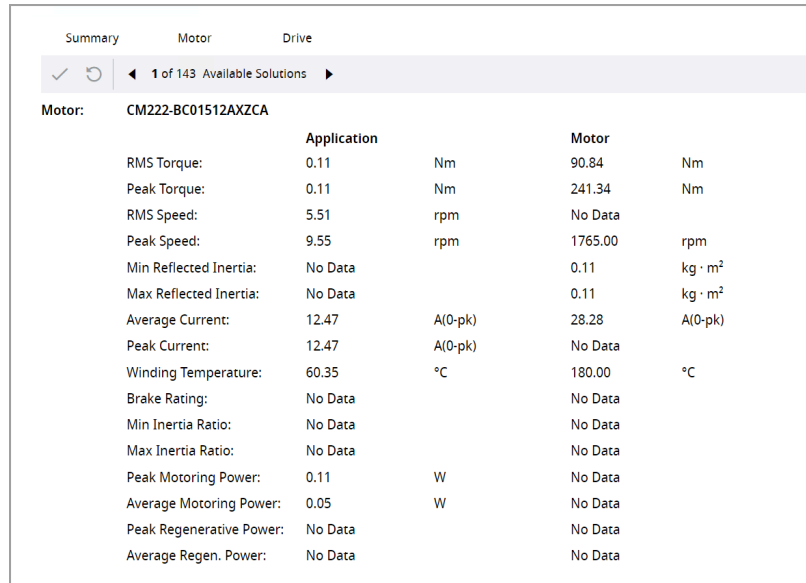 Summary Motor Drive
1 of 143 Available Solutions
Motor: CM222-BC01512AXZCA
Application Motor
RMS Torque: 0.11 Nm 90.84 Nm
Peak Torque: 0.11 Nm 241.34 Nm
RMS Speed: 5.51 rpm No Data
Peak Speed: 9.55 rpm 1765.00 rpm
Min Reflected Inertia: No Data 0.11 kg · m²
Max Reflected Inertia: No Data 0.11 kg · m²
Average Current: 12.47 A(0-pk) 28.28 A(0-pk)
Peak Current: 12.47 A(0-pk) No Data
Winding Temperature: 60.35 °C 180.00 °C
Brake Rating: No Data No Data
Min Inertia Ratio: No Data No Data
Max Inertia Ratio: No Data No Data
Peak Motoring Power: 0.11 W No Data
Average Motoring Power: 0.05 W No Data
Peak Regenerative Power: No Data No Data
Average Regen. Power: No Data No Data